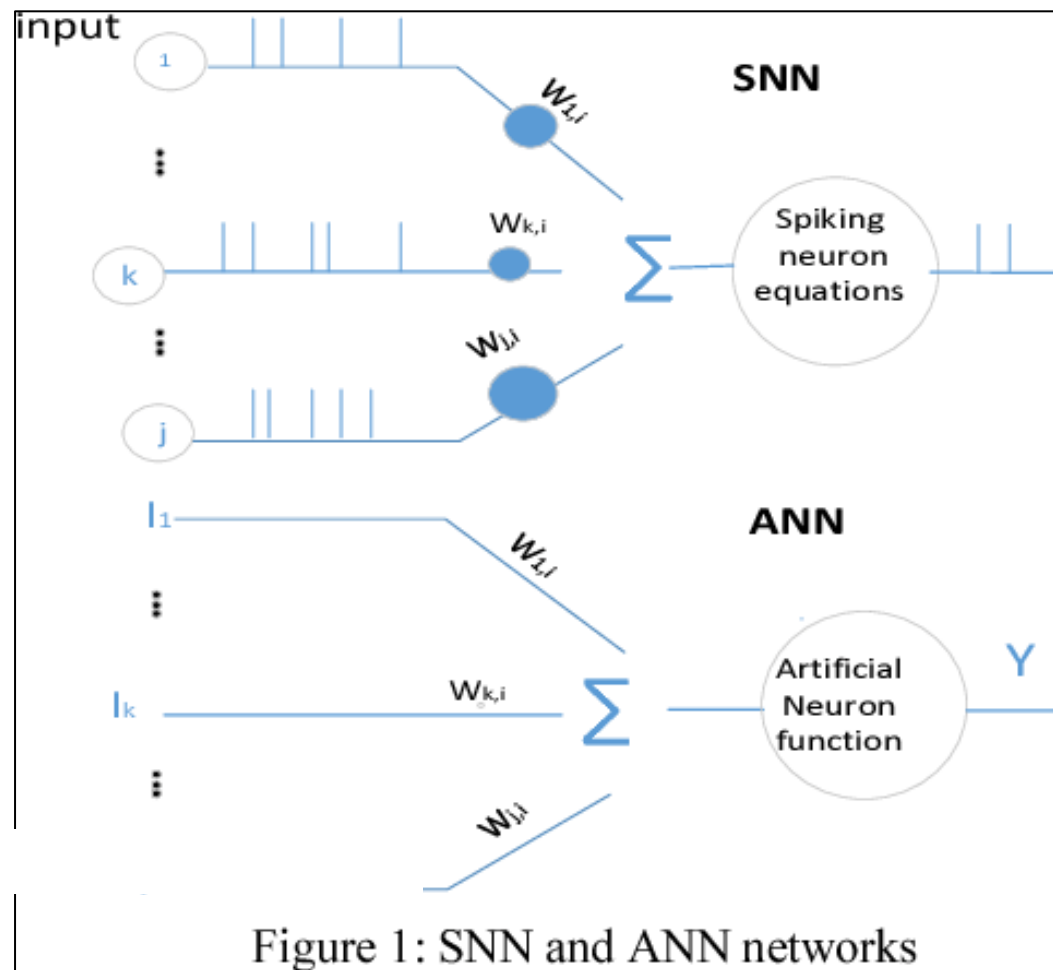 input
1
W1,i
SNN
k
Wk,i
∑
Spiking
neuron
equations
j
Wj,i
I1
W1,i
ANN
Ik
Wk,i
∑
Artificial
Neuron
function
Y
Wj,i
Figure 1: SNN and ANN networks